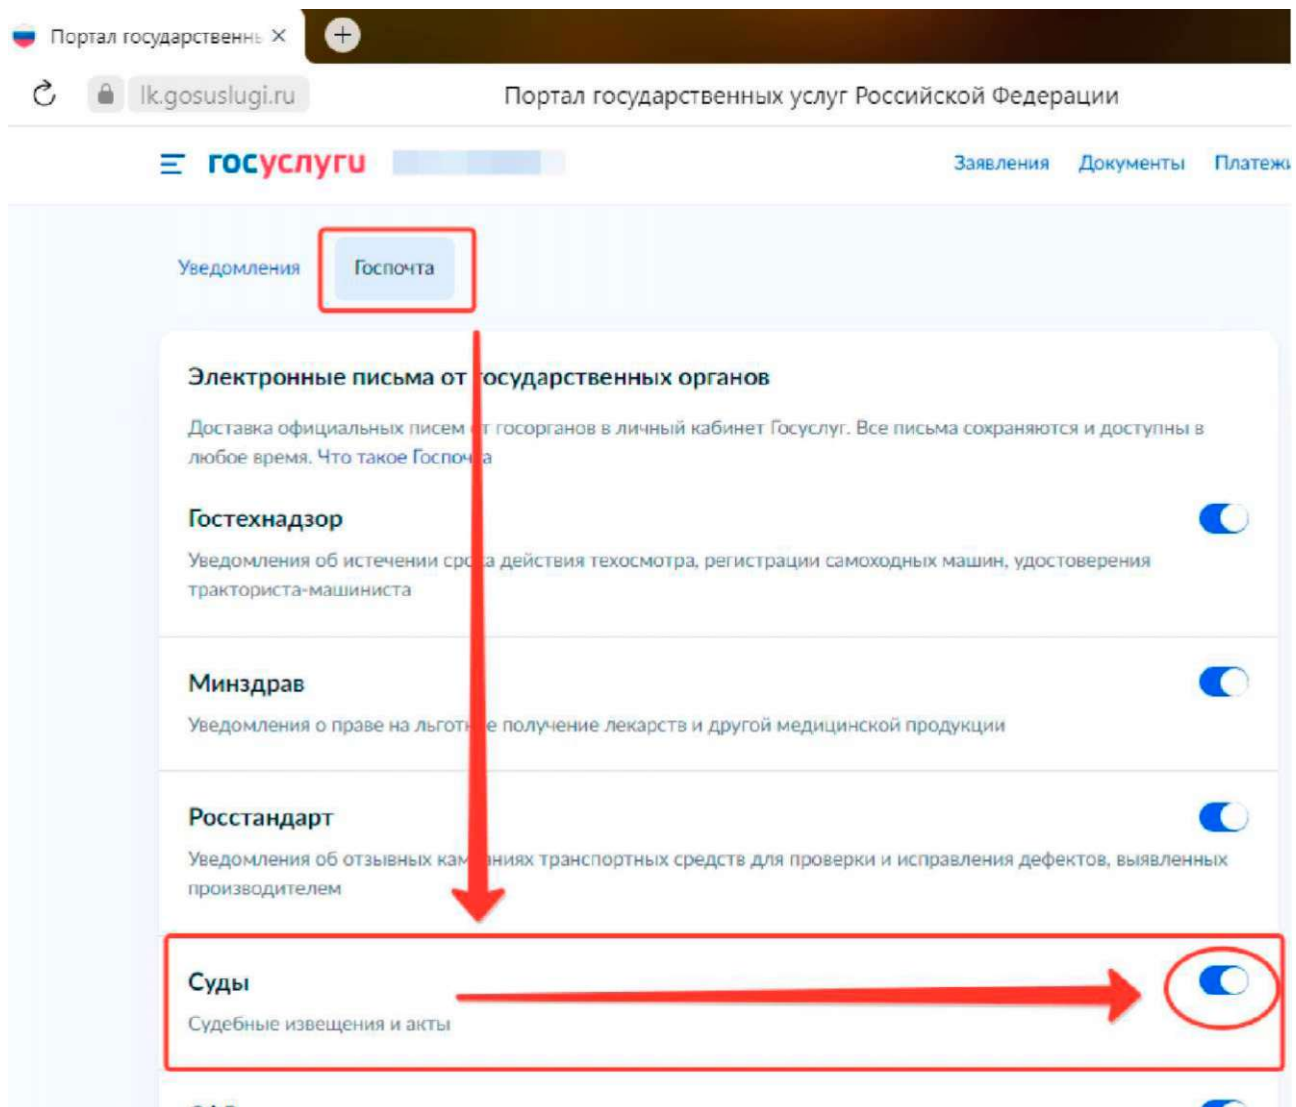 Портал государственнь
lk.gosuslugi.ru
Портал государственных услуг Российской Федерации
госуслуги
Заявления Документы Платежи
Уведомления Госпочта
Электронные письма от государственных органов
Доставка официальных писем от госорганов в личный кабинет Госуслуг. Все письма сохраняются и доступны в
любое время. Что такое Госпочта
Гостехнадзор
Уведомления об истечении срока действия техосмотра, регистрации самоходных машин, удостоверения
тракториста-машиниста
Минздрав
Уведомления о праве на льготное получение лекарств и другой медицинской продукции
Росстандарт
Уведомления об отзывных кампаниях транспортных средств для проверки и исправления дефектов, выявленных
производителем
Суды
Судебные извещения и акты